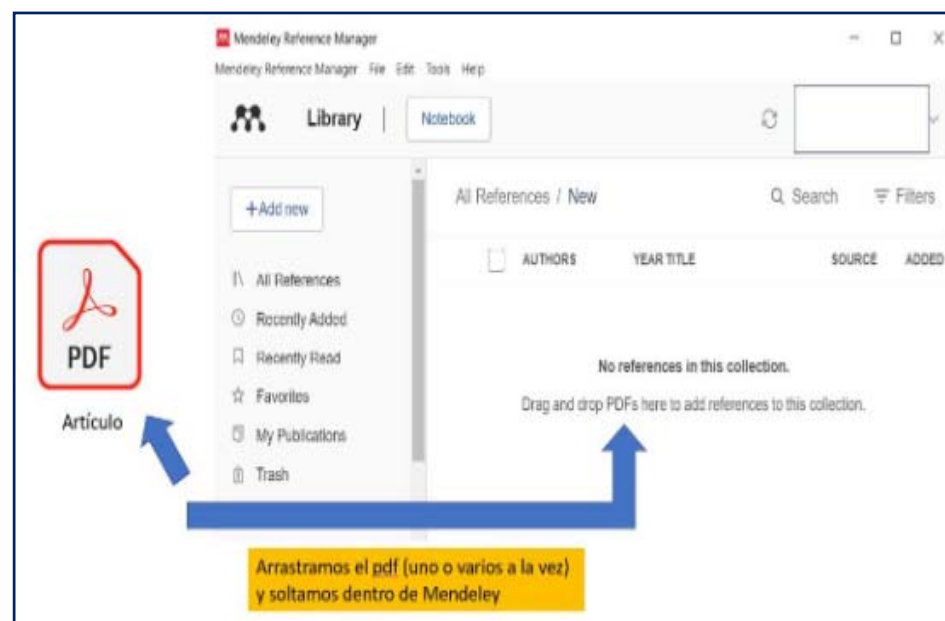 Mendeley Reference Manager
Mendeley Reference Manager File Edit Tools Help
Library | Notebook
+Add new
All References / New
Search
Filters
AUTHORS YEAR TITLE SOURCE ADDED
All References
Recently Added
Recently Read
Favorites
My Publications
Trash
No references in this collection.
Drag and drop PDFs here to add references to this collection.
PDF
Artículo
Arrastramos el pdf (uno o varios a la vez)
y soltamos dentro de Mendeley